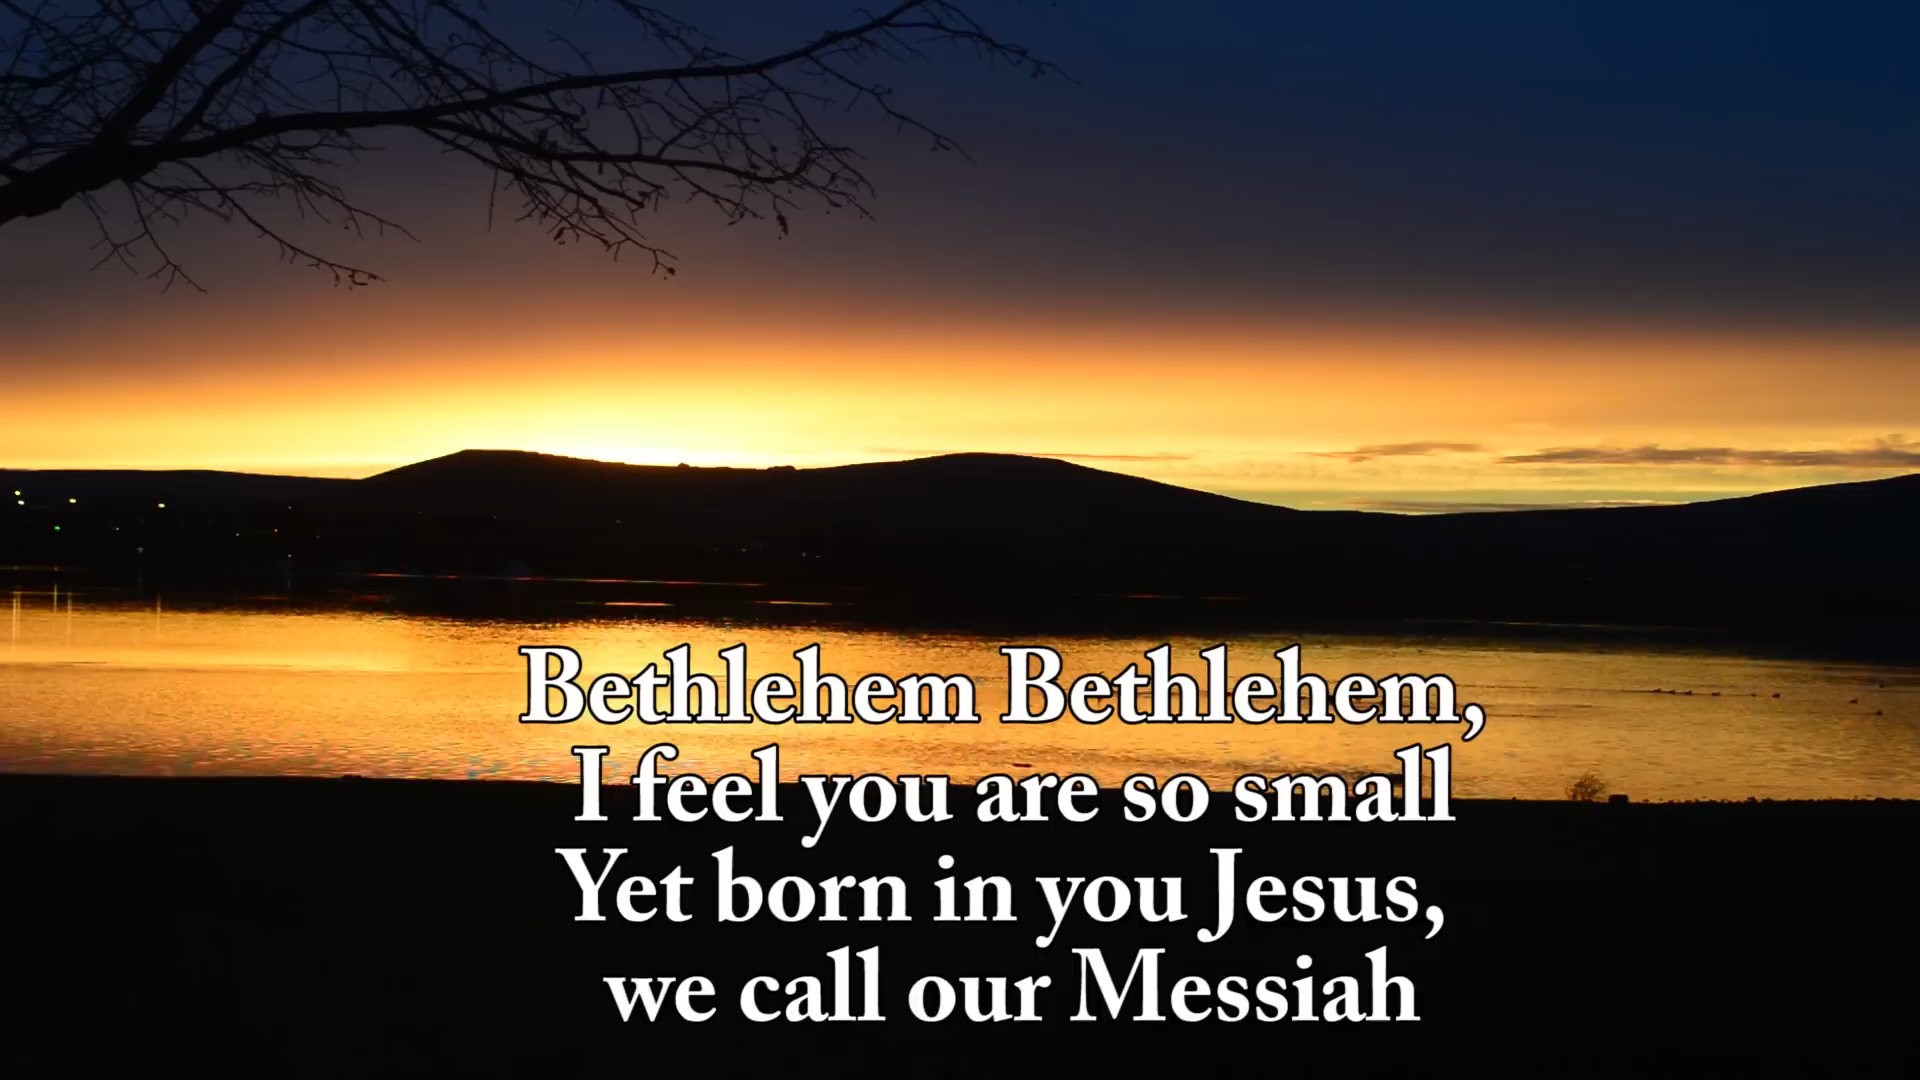 Bethlehem Bethlehem,
I feel you are so small
Yet born in you Jesus,
we call our Messiah